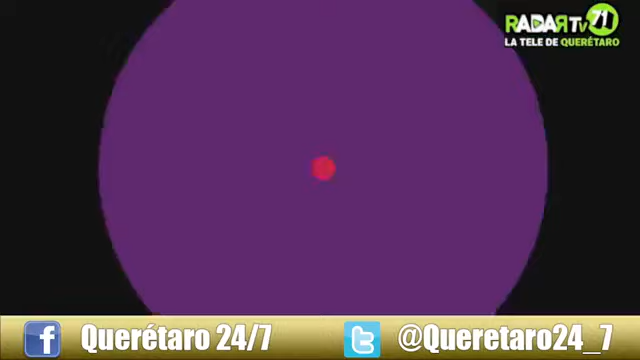 RADAR TV 71
LA TELE DE QUERÉTARO
f Querétaro 24/7
@Queretaro24_7